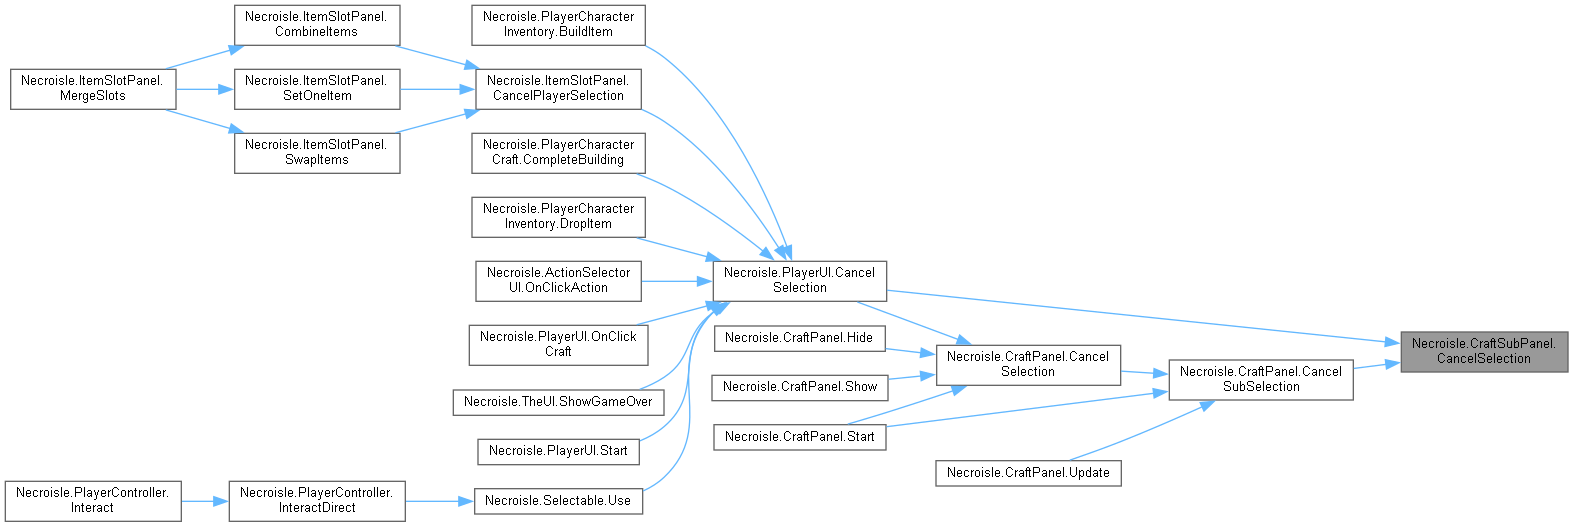 Necroisle.ItemSlotPanel.
CombineItems
Necroisle.PlayerCharacter
Inventory.BuildItem
Necroisle.ItemSlotPanel.
MergeSlots
Necroisle.ItemSlotPanel.
SetOneItem
Necroisle.ItemSlotPanel.
CancelPlayerSelection
Necroisle.ItemSlotPanel.
SwapItems
Necroisle.PlayerCharacter
Craft.CompleteBuilding
Necroisle.PlayerCharacter
Inventory.DropItem
Necroisle.ActionSelector
UI.OnClickAction
Necroisle.PlayerUI.Cancel
Selection
Necroisle.PlayerUI.OnClick
Craft
Necroisle.CraftPanel.Hide
Necroisle.CraftPanel.Cancel
Selection
Necroisle.CraftSubPanel.
CancelSelection
Necroisle.CraftPanel.Show
Necroisle.CraftPanel.Cancel
SubSelection
Necroisle.TheUI.ShowGameOver
Necroisle.CraftPanel.Start
Necroisle.PlayerUI.Start
Necroisle.CraftPanel.Update
Necroisle.PlayerController.
Interact
Necroisle.PlayerController.
InteractDirect
Necroisle.Selectable.Use